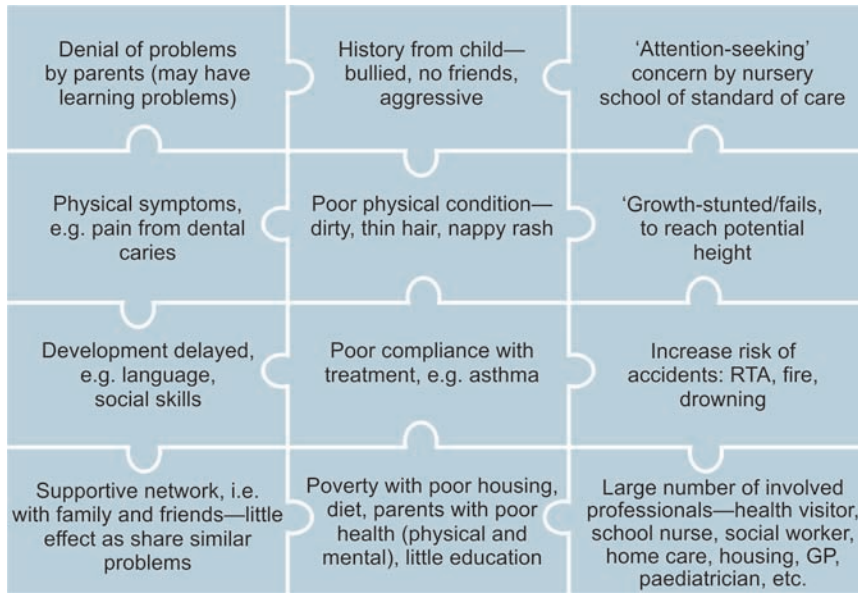 Denial of problems
by parents (may have
learning problems)
History from child—
bullied, no friends,
aggressive
‘Attention-seeking’
concern by nursery
school of standard of care
Physical symptoms,
e.g. pain from dental
caries
Poor physical condition—
dirty, thin hair, nappy rash
‘Growth-stunted/fails,
to reach potential
height
Development delayed,
e.g. language,
social skills
Poor compliance with
treatment, e.g. asthma
Increase risk of
accidents: RTA, fire,
drowning
Supportive network, i.e.
with family and friends—little
effect as share similar
problems
Poverty with poor housing,
diet, parents with poor
health (physical and
mental), little education
Large number of involved
professionals—health visitor,
school nurse, social worker,
home care, housing, GP,
paediatrician, etc.